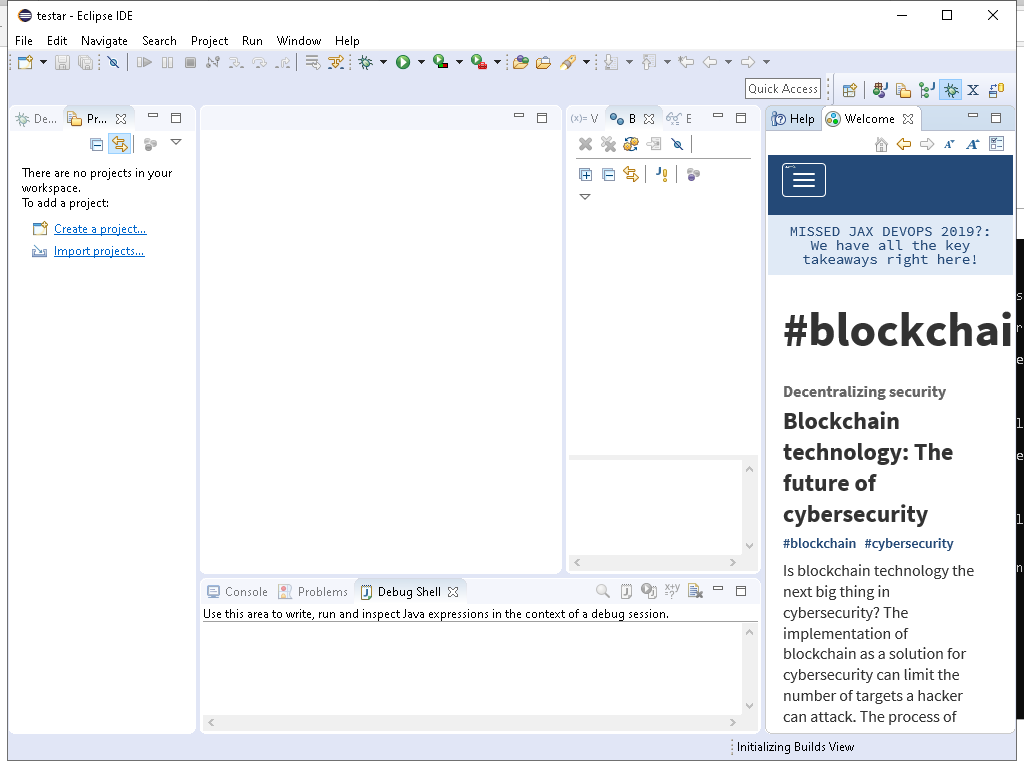 testar - Eclipse IDE
File Edit Navigate Search Project Run Window Help
Quick Access
De... Pr...
There are no projects in your
workspace.
To add a project:
Create a project...
Import projects...
(x)= V B E
Help Welcome
MISSED JAX DEVOPS 2019?:
We have all the key
takeaways right here!
#blockchai
Decentralizing security
Blockchain
technology: The
future of
cybersecurity
#blockchain #cybersecurity
Is blockchain technology the
next big thing in
cybersecurity? The
implementation of
blockchain as a solution for
cybersecurity can limit the
number of targets a hacker
can attack. The process of
Console Problems Debug Shell
Use this area to write, run and inspect Java expressions in the context of a debug session.
Initializing Builds View